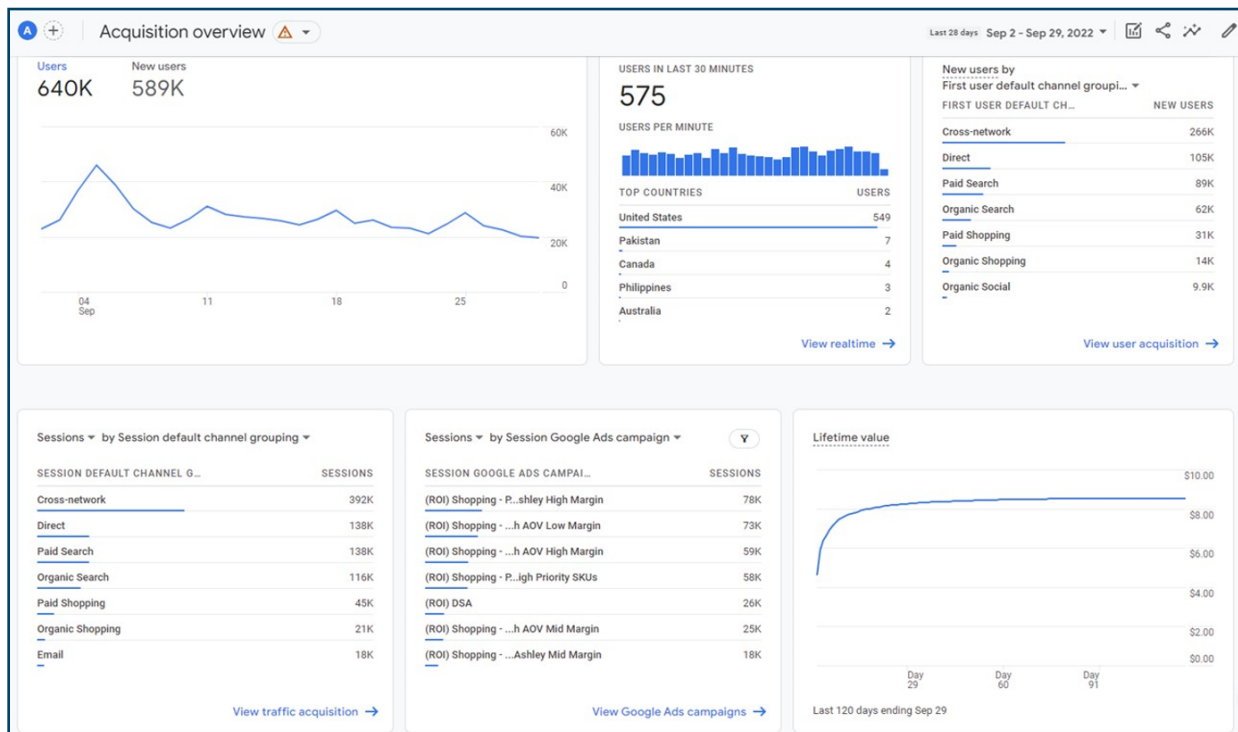 A
Acquisition overview
Last 28 days Sep 2 - Sep 29, 2022
Users New users
640K 589K
60K
40K
20K
0
04 11 18 25
Sep
USERS IN LAST 30 MINUTES
575
USERS PER MINUTE
TOP COUNTRIES USERS
United States 549
Pakistan 7
Canada 4
Philippines 3
Australia 2
View realtime
New users by
First user default channel groupi...
FIRST USER DEFAULT CH... NEW USERS
Cross-network 266K
Direct 105K
Paid Search 89K
Organic Search 62K
Paid Shopping 31K
Organic Shopping 14K
Organic Social 9.9K
View user acquisition
Sessions by Session default channel grouping
SESSION DEFAULT CHANNEL G... SESSIONS
Cross-network 392K
Direct 138K
Paid Search 138K
Organic Search 116K
Paid Shopping 45K
Organic Shopping 21K
Email 18K
View traffic acquisition
Sessions by Session Google Ads campaign
SESSION GOOGLE ADS CAMPAI... SESSIONS
(ROI) Shopping - P...shley High Margin 78K
(ROI) Shopping - ...h AOV Low Margin 73K
(ROI) Shopping - ...h AOV High Margin 59K
(ROI) Shopping - P...igh Priority SKUs 58K
(ROI) DSA 26K
(ROI) Shopping - ...h AOV Mid Margin 25K
(ROI) Shopping - ...Ashley Mid Margin 18K
View Google Ads campaigns
Lifetime value
$10.00
$8.00
$6.00
$4.00
$2.00
$0.00
Day Day Day
29 60 91
Last 120 days ending Sep 29